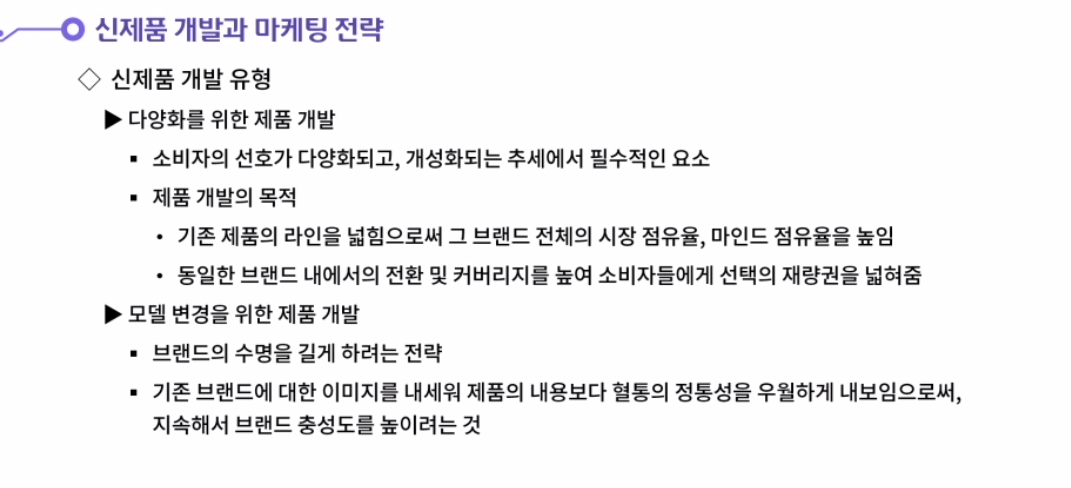 신제품 개발과 마케팅 전략
◇ 신제품 개발 유형
▶ 다양화를 위한 제품 개발
▪ 소비자의 선호가 다양화되고, 개성화되는 추세에서 필수적인 요소
▪ 제품 개발의 목적
• 기존 제품의 라인을 넓힘으로써 그 브랜드 전체의 시장 점유율, 마인드 점유율을 높임
• 동일한 브랜드 내에서의 전환 및 커버리지를 높여 소비자들에게 선택의 재량권을 넓혀줌
▶ 모델 변경을 위한 제품 개발
▪ 브랜드의 수명을 길게 하려는 전략
▪ 기존 브랜드에 대한 이미지를 내세워 제품의 내용보다 혈통의 정통성을 우월하게 내보임으로써,
지속해서 브랜드 충성도를 높이려는 것